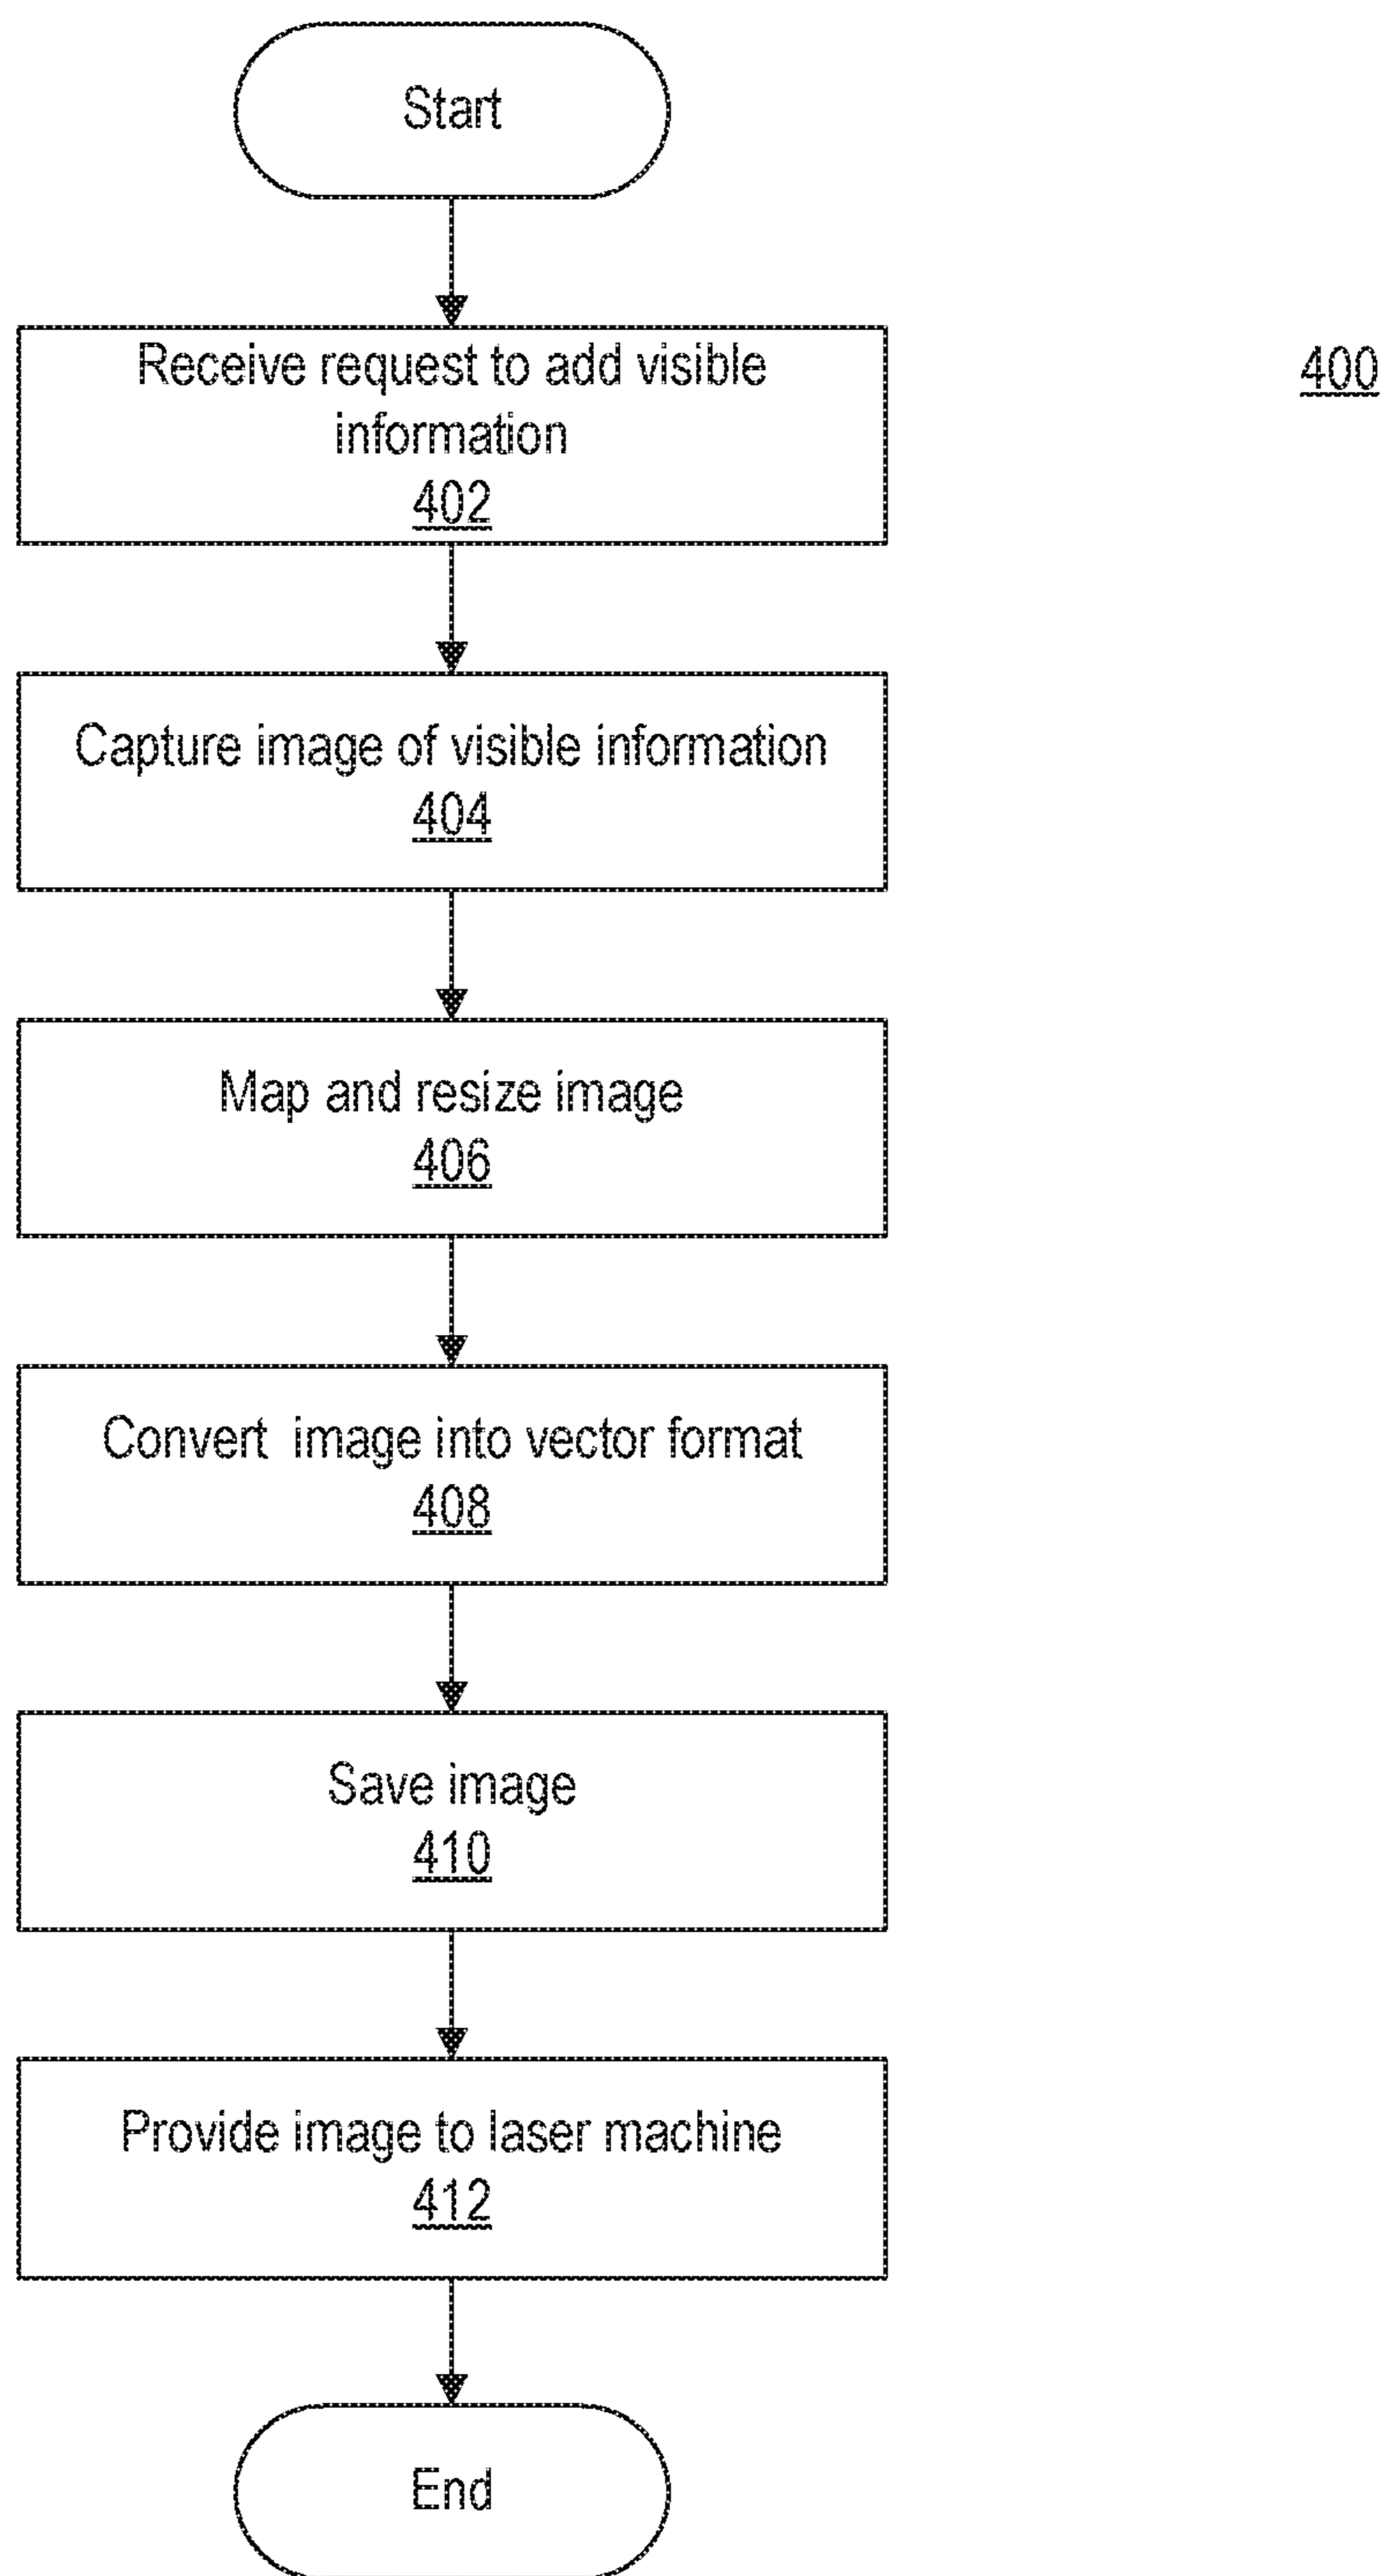 Start
Receive request to add visible
information
402
400
Capture image of visible information
404
Map and resize image
406
Convert  image into vector format
408
Save image
410
Provide image to laser machine
412
End